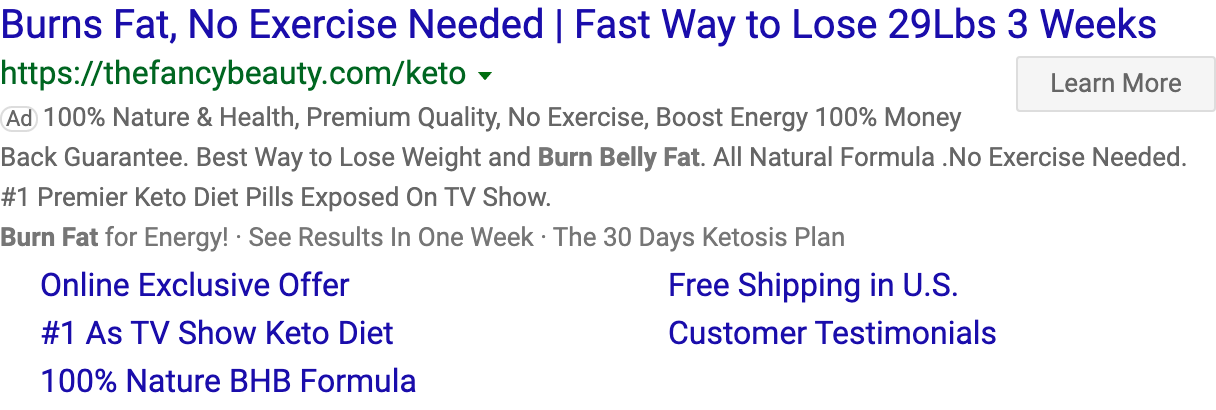 Burns Fat, No Exercise Needed | Fast Way to Lose 29Lbs 3 Weeks
https://thefancybeauty.com/keto
Learn More
Ad 100% Nature & Health, Premium Quality, No Exercise, Boost Energy 100% Money
Back Guarantee. Best Way to Lose Weight and Burn Belly Fat. All Natural Formula .No Exercise Needed.
#1 Premier Keto Diet Pills Exposed On TV Show.
Burn Fat for Energy! · See Results In One Week · The 30 Days Ketosis Plan
Online Exclusive Offer
Free Shipping in U.S.
#1 As TV Show Keto Diet
Customer Testimonials
100% Nature BHB Formula